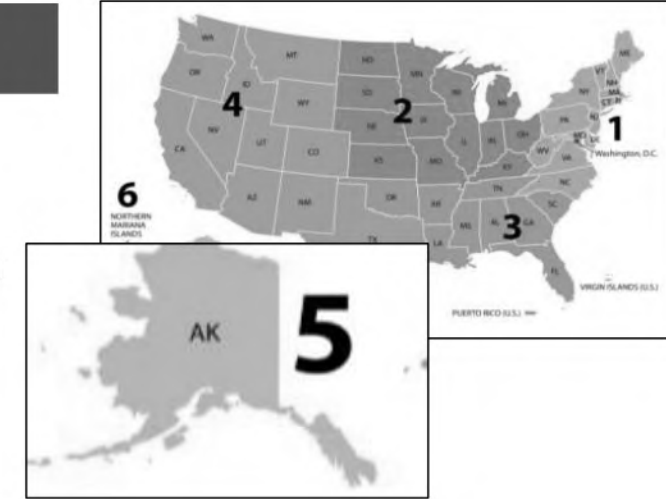 WA
MT
ND
MN
ME
VT
NH
OR
ID
SD
WI
MI
NY
MA
CT RI
4
WY
2
IA
PA
NJ
1
NV
NE
IL
IN
OH
MD
DE
Washington, D.C.
CA
UT
CO
KS
MO
KY
WV
VA
AZ
NM
OK
AR
TN
NC
SC
6
NORTHERN
MARIANA
ISLANDS
TX
LA
MS
AL
3
GA
FL
VIRGIN ISLANDS (U.S.)
PUERTO RICO (U.S.)
AK
5